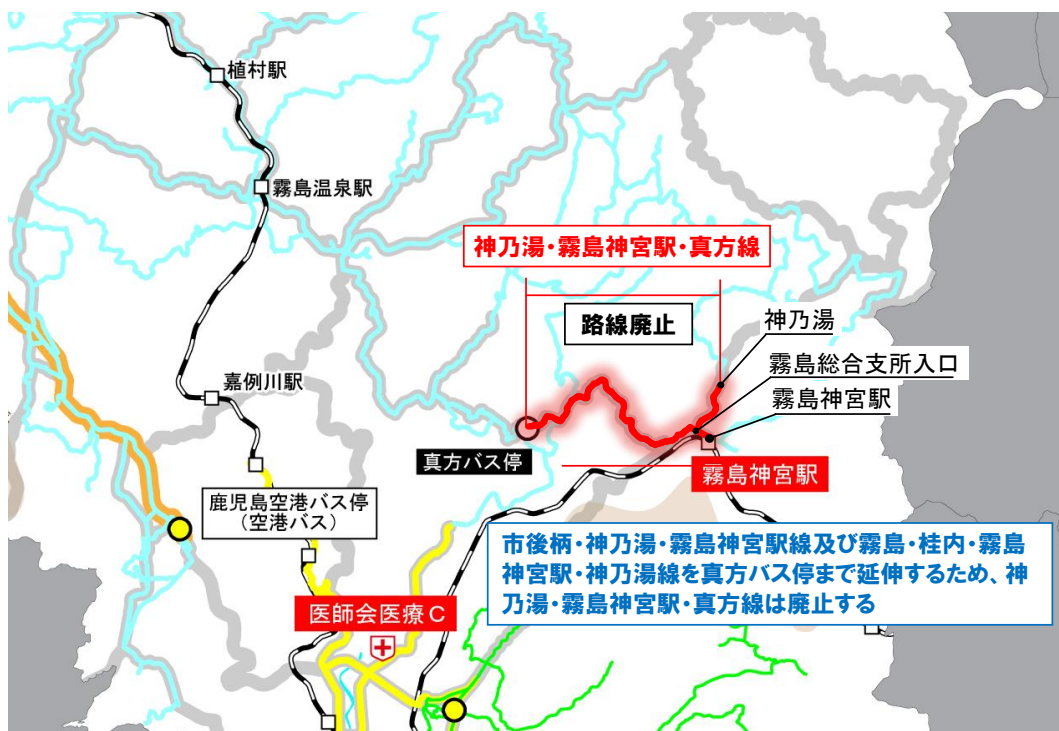 植村駅
霧島温泉駅
神乃湯・霧島神宮駅・真方線
路線廃止
神乃湯
霧島総合支所入口
霧島神宮駅
嘉例川駅
真方バス停
霧島神宮駅
鹿児島空港バス停
（空港バス）
市後柄・神乃湯・霧島神宮駅線及び霧島・桂内・霧島
神宮駅・神乃湯線を真方バス停まで延伸するため、神
乃湯・霧島神宮駅・真方線は廃止する
医師会医療C